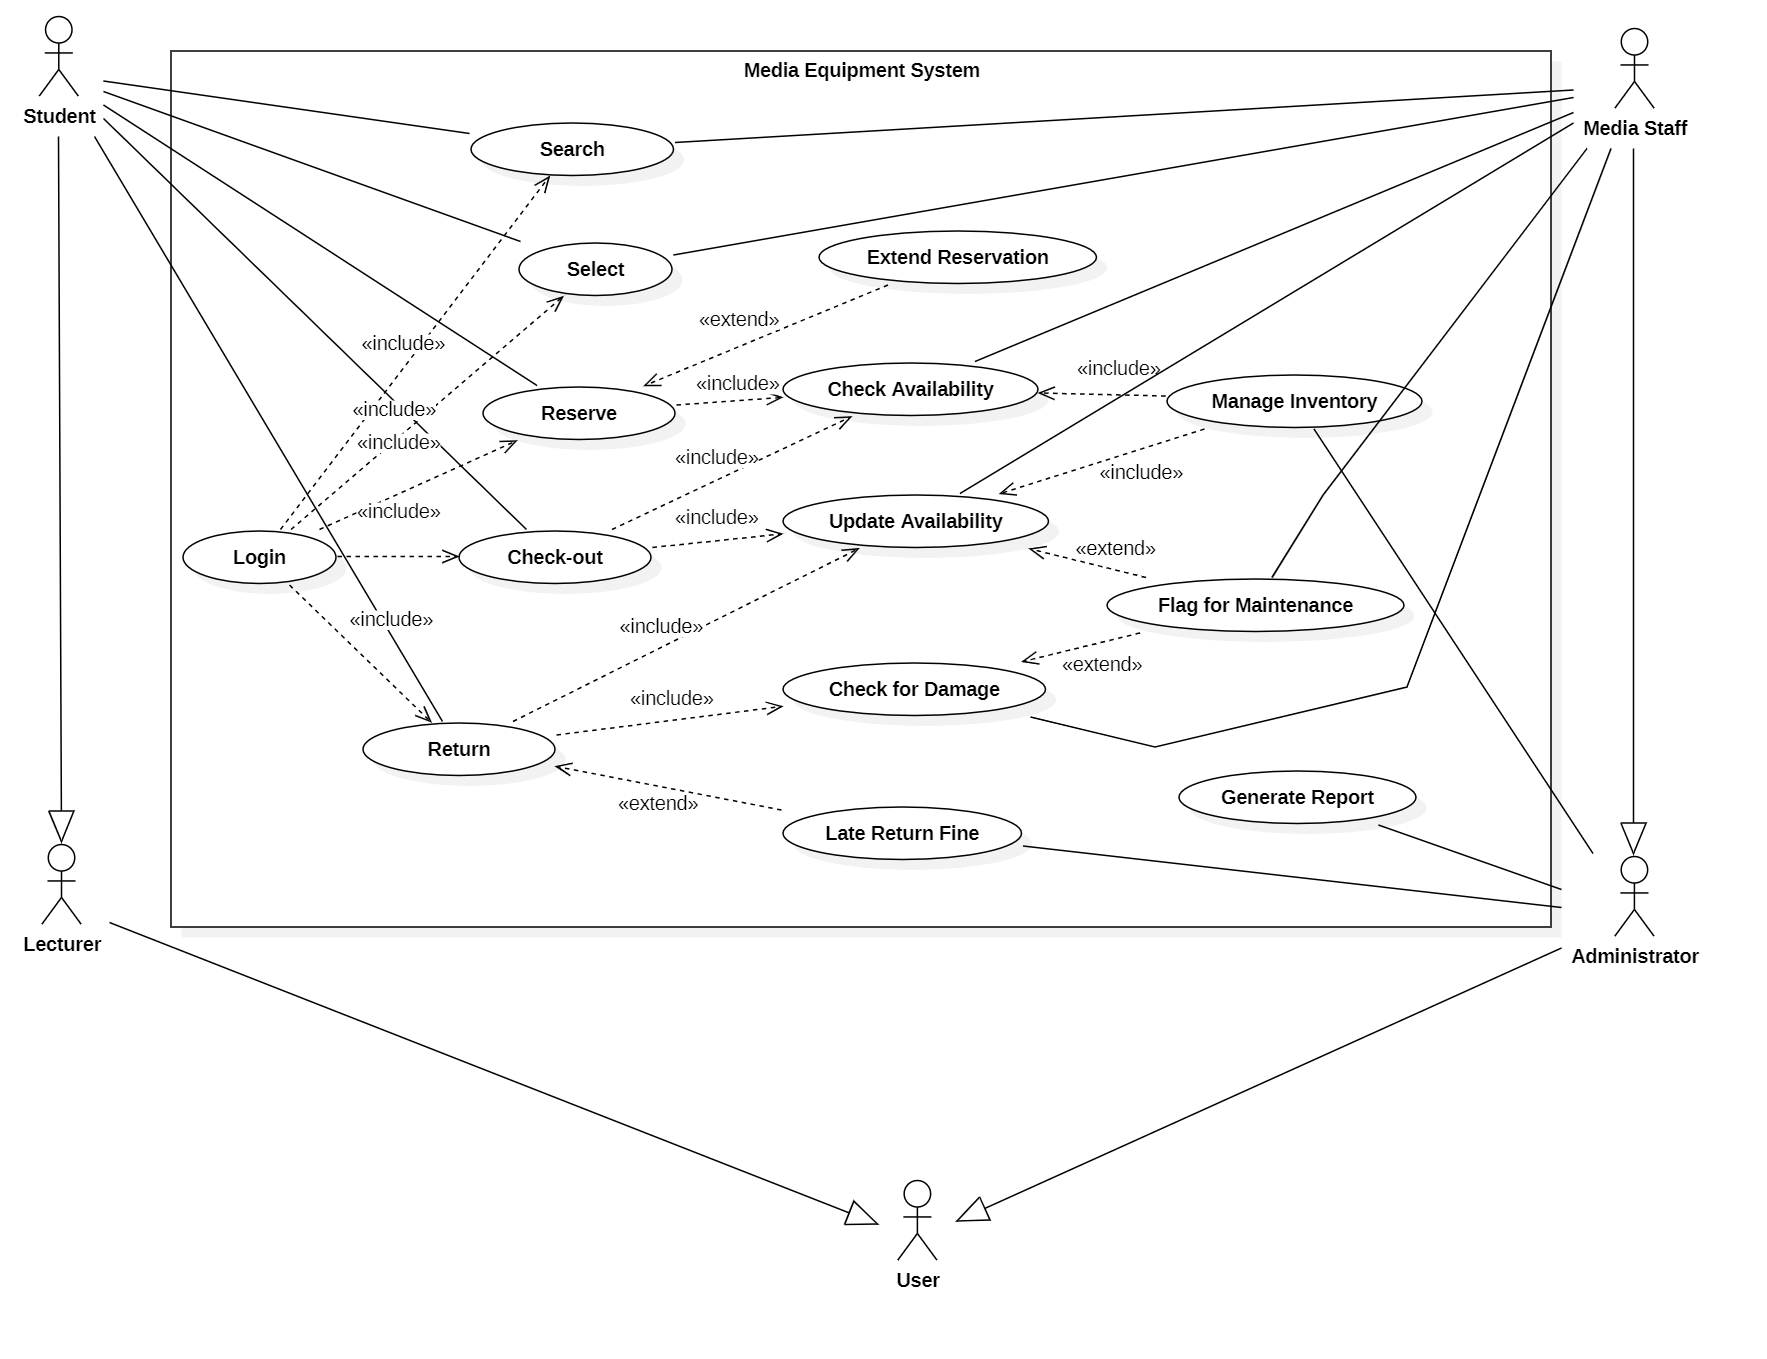 Media Equipment System
Student
Media Staff
Search
Extend Reservation
Select
«extend»
«include»
«include»
«include»
Check Availability
Manage Inventory
Reserve
«include»
«include»
«include»
«include»
«include»
«include»
Update Availability
«extend»
Login
Check-out
Flag for Maintenance
«include»
«include»
«extend»
Check for Damage
«include»
Return
Generate Report
«extend»
Late Return Fine
Lecturer
Administrator
User